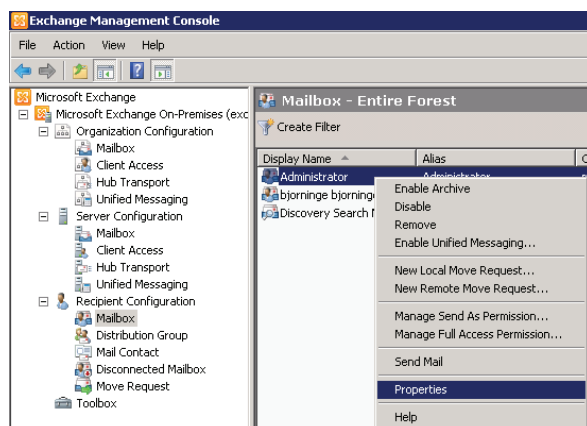 Exchange Management Console
File Action View Help
Microsoft Exchange
Microsoft Exchange On-Premises (exc
Organization Configuration
Mailbox
Client Access
Hub Transport
Unified Messaging
Server Configuration
Mailbox
Client Access
Hub Transport
Unified Messaging
Recipient Configuration
Mailbox
Distribution Group
Mail Contact
Disconnected Mailbox
Move Request
Toolbox
Mailbox - Entire Forest
Create Filter
Display Name Alias
Administrator Administrator
bjorninge bjorninge
Discovery Search
Enable Archive
Disable
Remove
Enable Unified Messaging...
New Local Move Request...
New Remote Move Request...
Manage Send As Permission...
Manage Full Access Permission...
Send Mail
Properties
Help